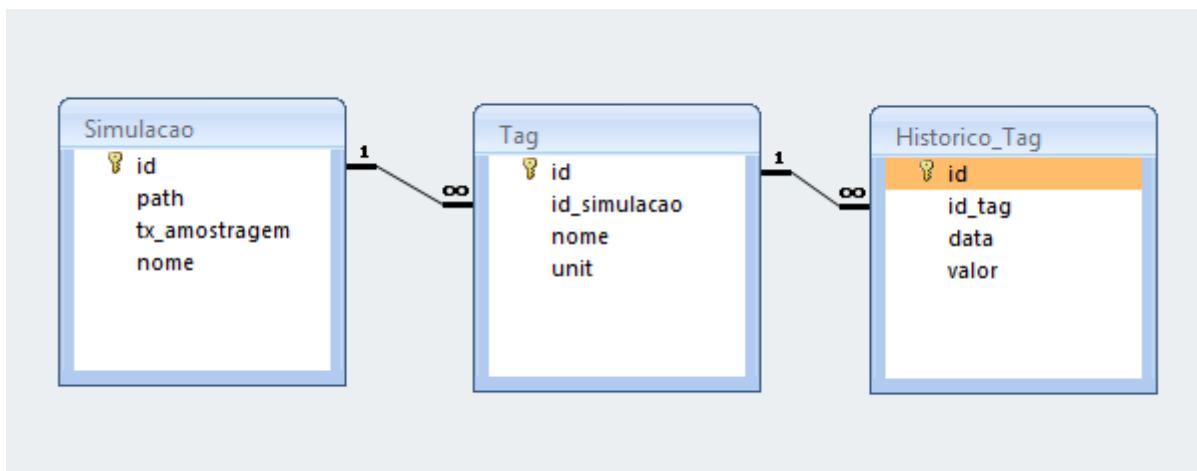 Simulacao
id
path
tx_amostragem
nome
1
∞
Tag
id
id_simulacao
nome
unit
1
∞
Historico_Tag
id
id_tag
data
valor